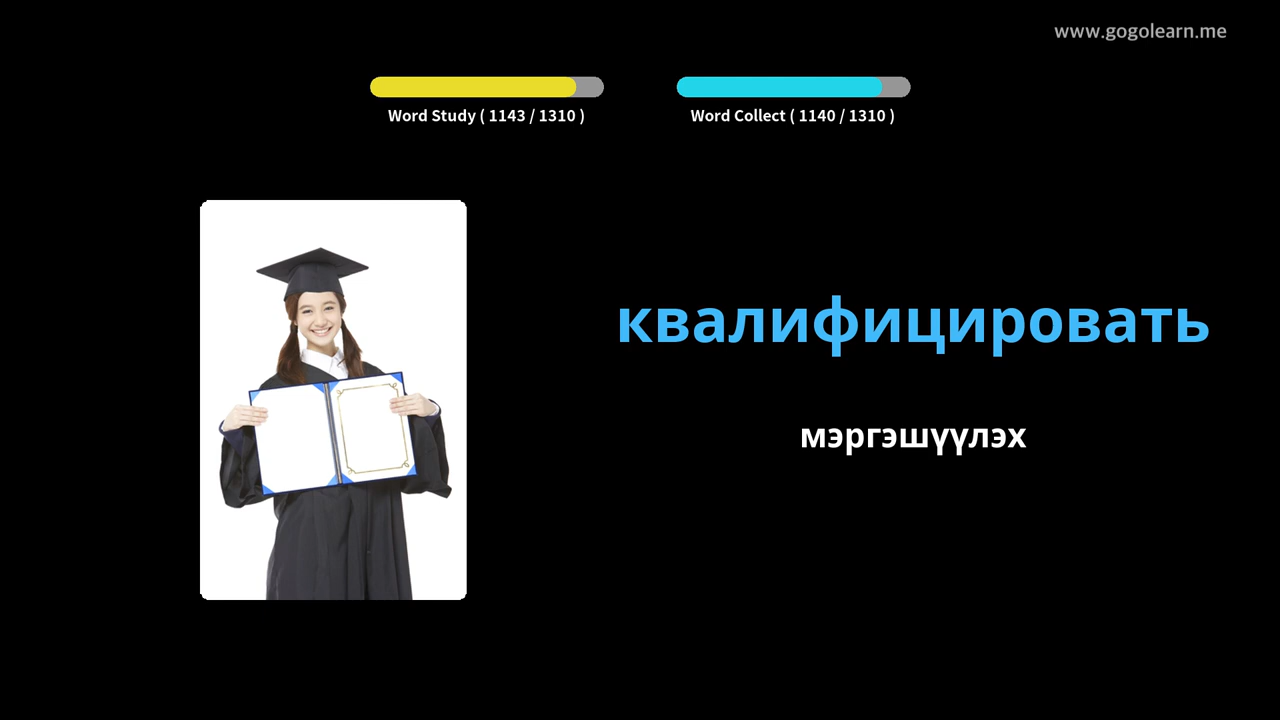 www.gogolearn.me
Word Study ( 1143 / 1310 )
Word Collect ( 1140 / 1310 )
квалифицировать
мэргэшүүлэх